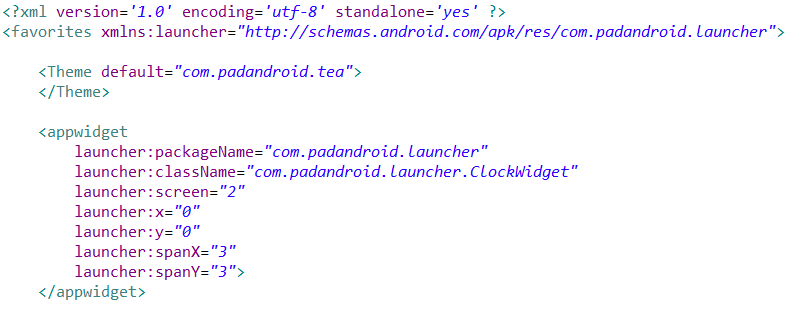 <?xml version='1.0' encoding='utf-8' standalone='yes' ?>
<favorites xmlns:launcher="http://schemas.android.com/apk/res/com.padandroid.launcher">
<Theme default="com.padandroid.tea">
</Theme>
<appwidget
launcher:packageName="com.padandroid.launcher"
launcher:className="com.padandroid.launcher.ClockWidget"
launcher:screen="2"
launcher:x="0"
launcher:y="0"
launcher:spanX="3"
launcher:spanY="3">
</appwidget>